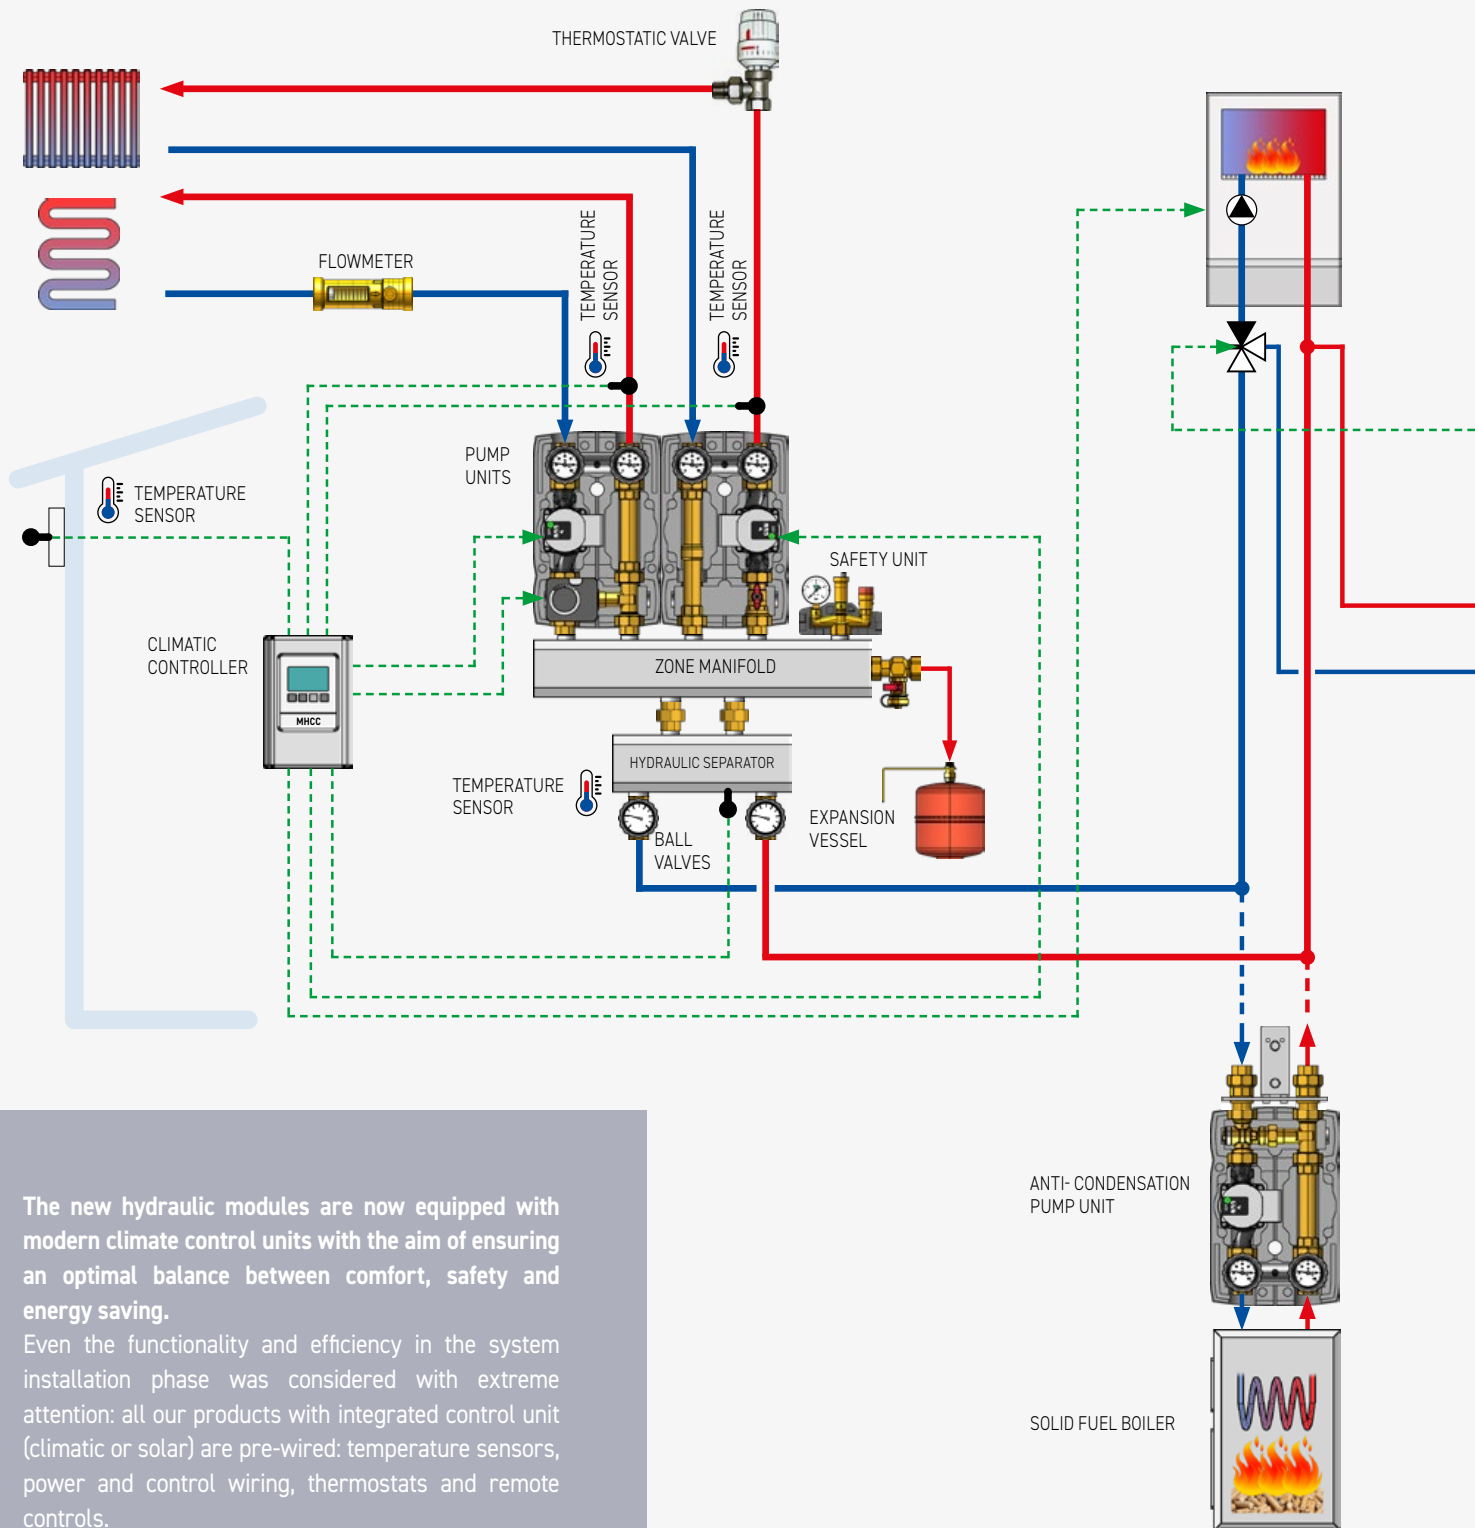 THERMOSTATIC VALVE
FLOWMETER
TEMPERATURE
SENSOR
TEMPERATURE
SENSOR
PUMP
UNITS
TEMPERATURE
SENSOR
SAFETY UNIT
CLIMATIC
CONTROLLER
ZONE MANIFOLD
MHCC
HYDRAULIC SEPARATOR
TEMPERATURE
SENSOR
BALL
VALVES
EXPANSION
VESSEL
ANTI- CONDENSATION
PUMP UNIT
SOLID FUEL BOILER
The new hydraulic modules are now equipped with
modern climate control units with the aim of ensuring
an optimal balance between comfort, safety and
energy saving.
Even the functionality and efficiency in the system
installation phase was considered with extreme
attention: all our products with integrated control unit
(climatic or solar) are pre-wired: temperature sensors,
power and control wiring, thermostats and remote
controls.